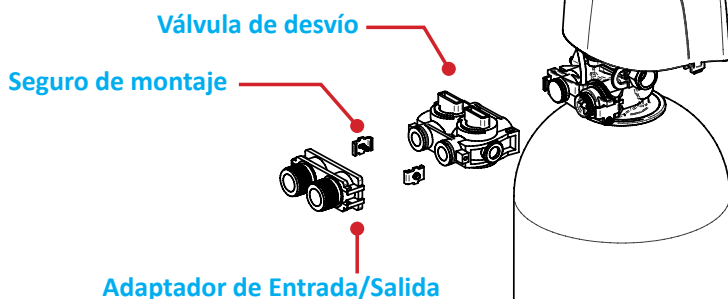 Válvula de desvío
Seguro de montaje
Adaptador de Entrada/Salida